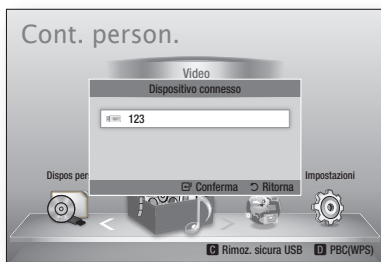 Cont. person.
Video
Dispositivo connesso
123
Dispos per
Impostazioni
Conferma Ritorna
C Rimoz. sicura USB D PBC(WPS)